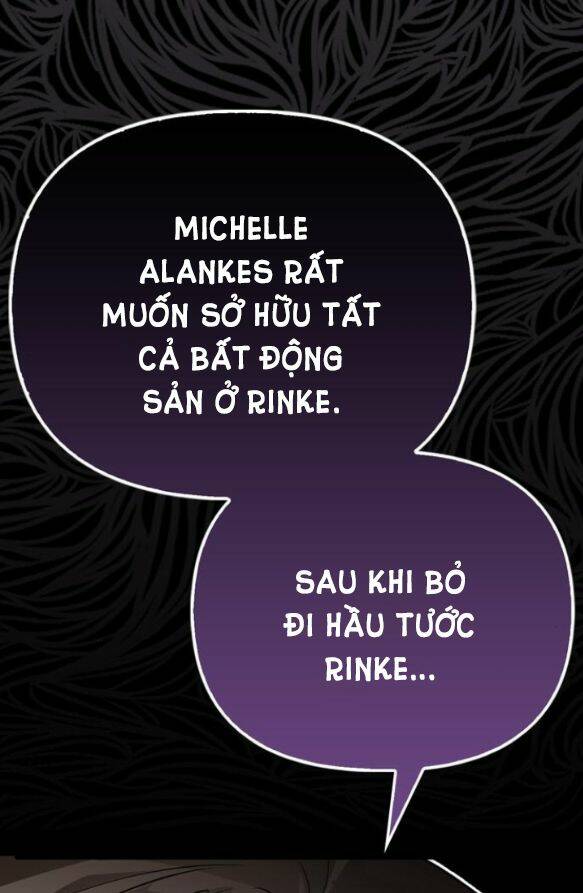 MICHELLE
ALANKES RẤT
MUỐN SỞ HỮU TẤT
CẢ BẤT ĐỘNG
SẢN Ở RINKE.
SAU KHI BỎ
ĐI HẦU TƯỚC
RINKE...